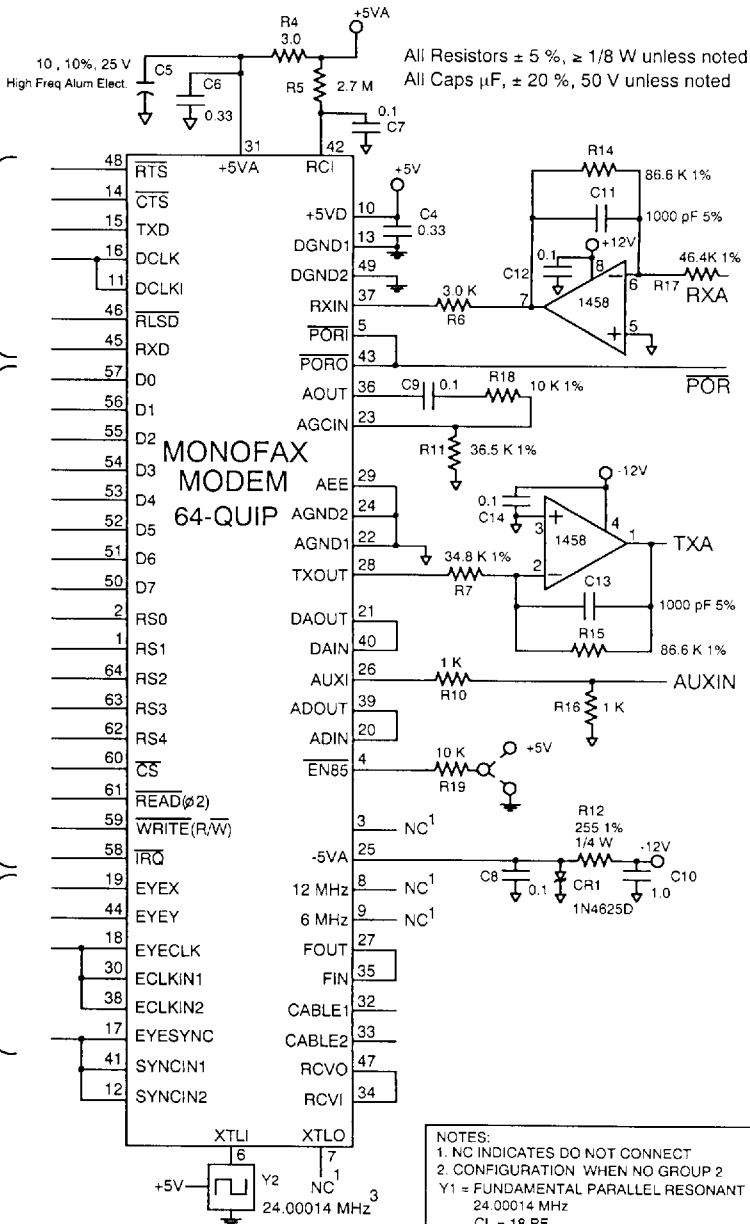 +5VA
R4
3.0
All Resistors ± 5 %, ≥ 1/8 W unless noted
All Caps µF, ± 20 %, 50 V unless noted
10 , 10%, 25 V
High Freq Alum Elect.
C5
C6
0.33
R5
2.7 M
0.1
C7
31
42
+5VA
RCI
MONOFAX
MODEM
64-QUIP
48 RTS
14 CTS
15 TXD
16 DCLK
11 DCLKI
46 RLSD
45 RXD
57 D0
56 D1
55 D2
54 D3
53 D4
52 D5
51 D6
50 D7
2 RS0
1 RS1
64 RS2
63 RS3
62 RS4
60 CS
61 READ(ø2)
59 WRITE(R/W)
58 IRQ
19 EYEX
44 EYEY
18 EYECLK
30 ECLKIN1
38 ECLKIN2
17 EYESYNC
41 SYNCIN1
12 SYNCIN2
+5VD 10
DGND1 13
DGND2 49
RXIN 37
PORI 5
PORO 43
AOUT 36
AGCIN 23
AEE 29
AGND2 24
AGND1 22
TXOUT 28
DAOUT 21
DAIN 40
AUXI 26
ADOUT 39
ADIN 20
EN85 4
3 NC1
-5VA 25
12 MHz 8 NC1
6 MHz 9 NC1
FOUT 27
FIN 35
CABLE1 32
CABLE2 33
RCVO 47
RCVI 34
+5V
C4
0.33
R14
86.6 K 1%
C11
1000 pF 5%
+12V
0.1
C12
8
7
1458
6
5
46.4K 1%
R17
RXA
3.0 K
R6
POR
C9 0.1
R18
10 K 1%
R11
36.5 K 1%
-12V
0.1
C14
3
4
1458
1
TXA
2
34.8 K 1%
R7
C13
1000 pF 5%
R15
86.6 K 1%
1 K
R10
AUXIN
R16
1 K
10 K
R19
+5V
R12
255 1%
1/4 W
-12V
C8
0.1
CR1
1N4625D
C10
1.0
XTLI
XTLO
6
7
+5V
Y2
NC1
24.00014 MHz 3
NOTES:
1. NC INDICATES DO NOT CONNECT
2. CONFIGURATION WHEN NO GROUP 2
Y1 = FUNDAMENTAL PARALLEL RESONANT
24.00014 MHz
CL = 18 PF